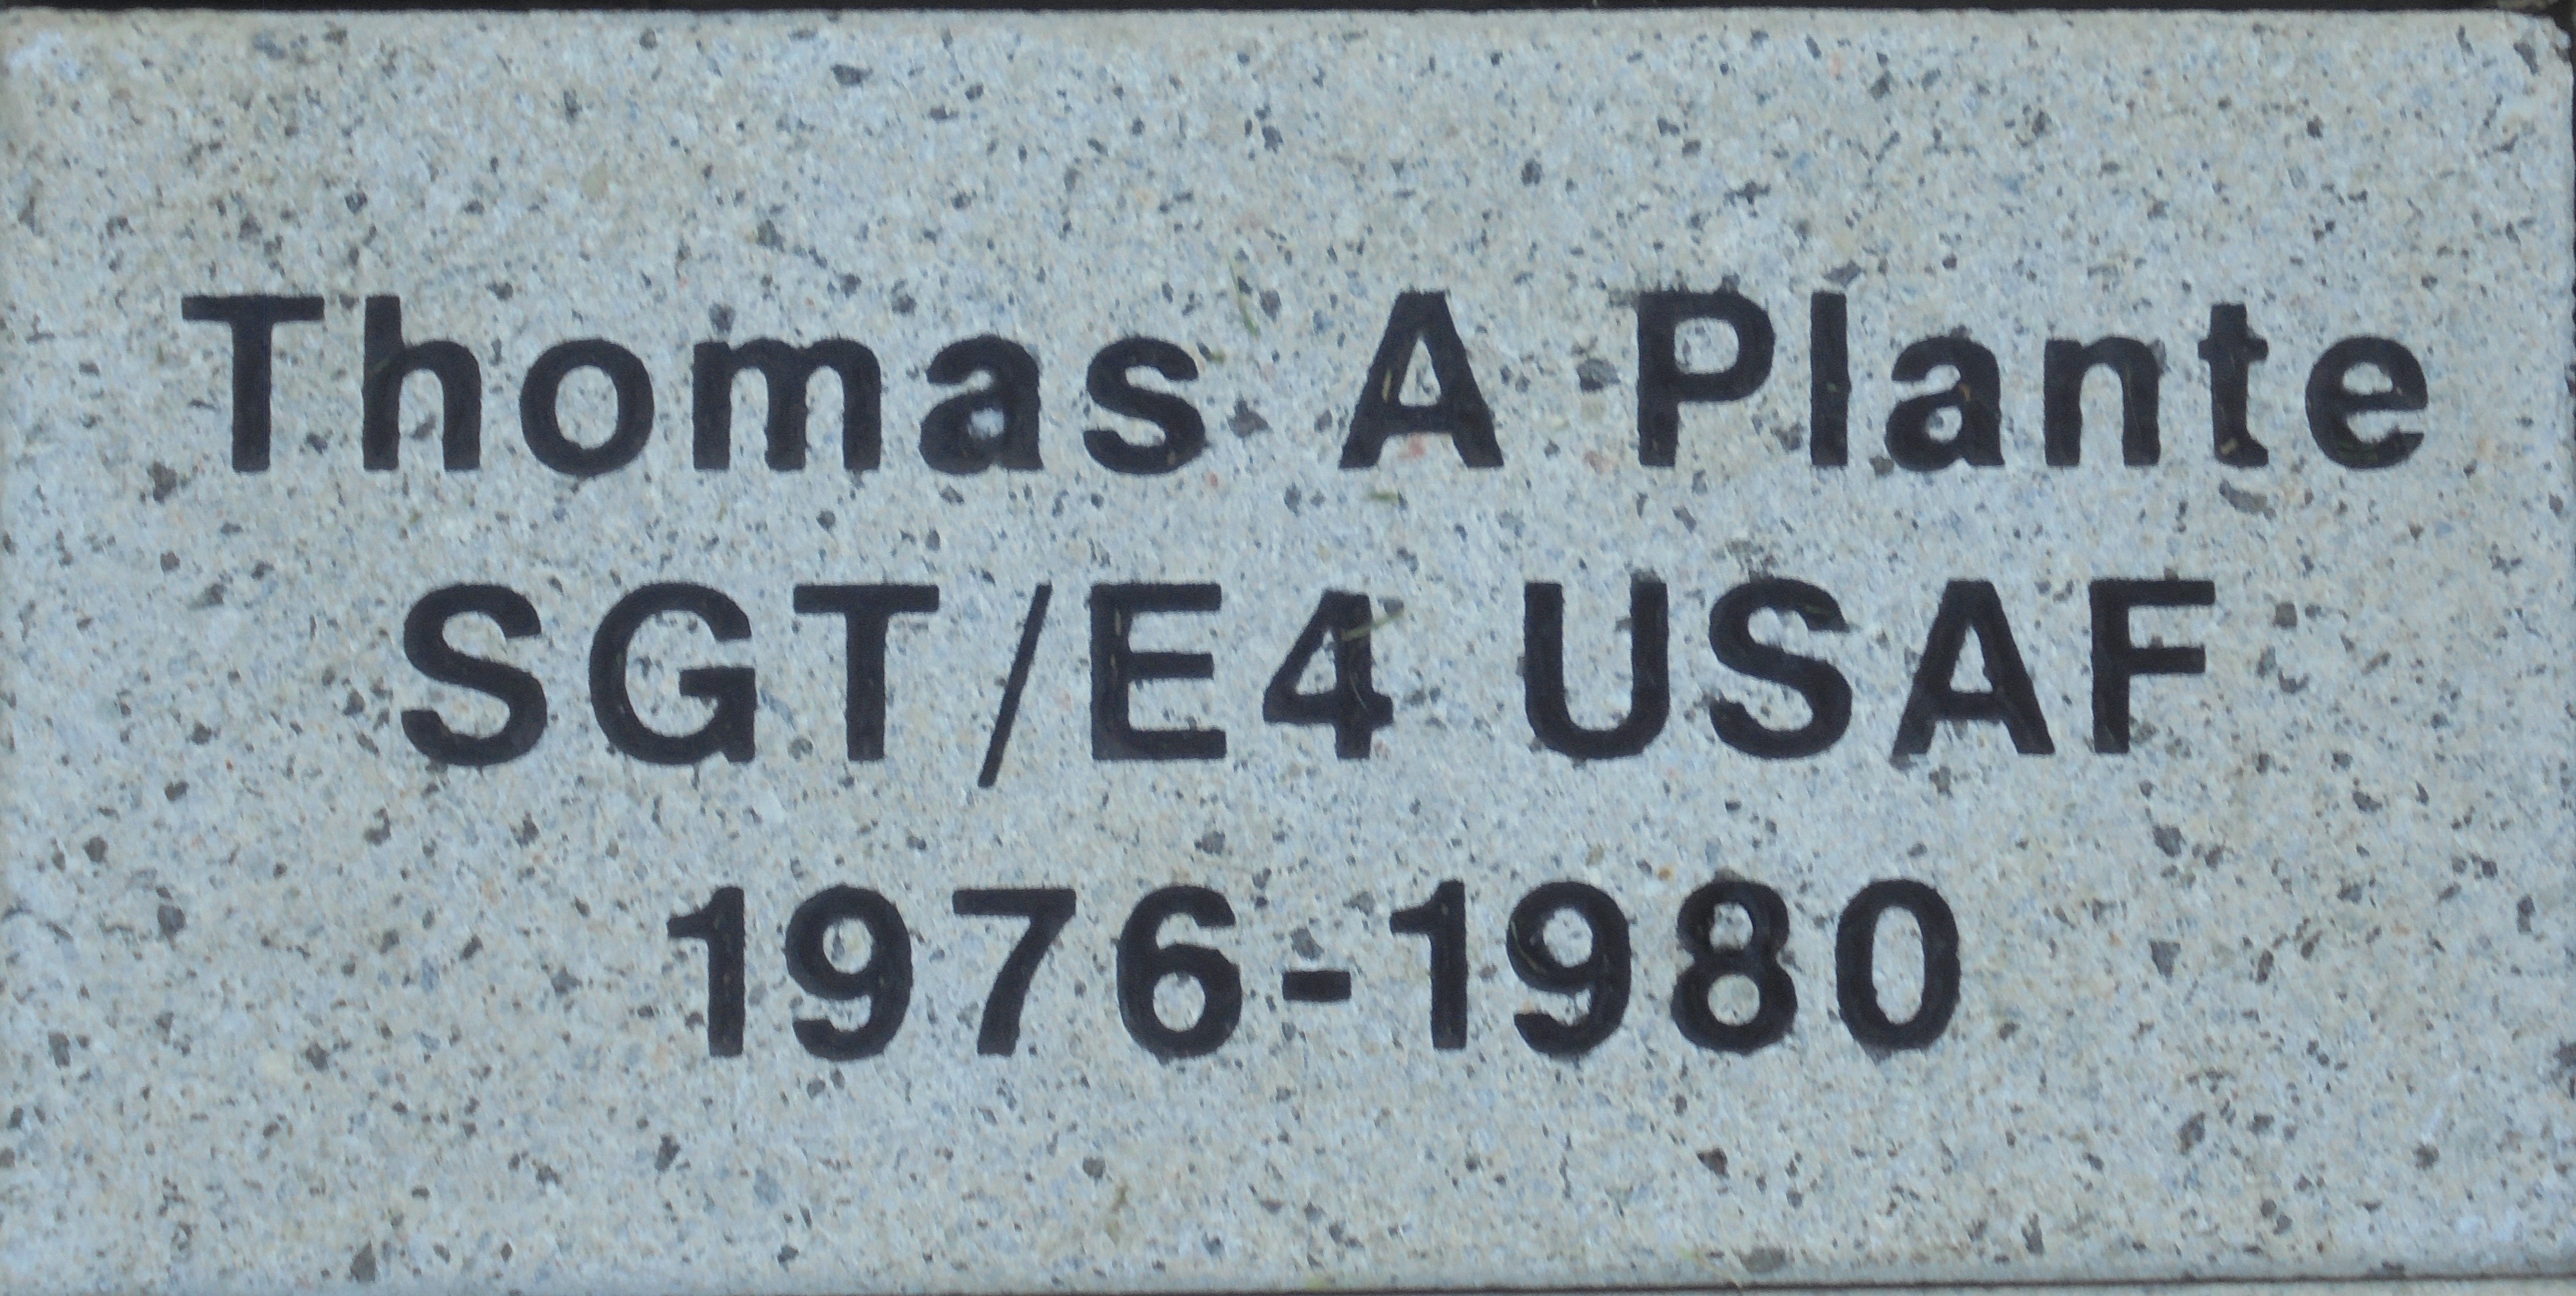 Thomas A Plante
SGT/E4 USAF
1976-1980